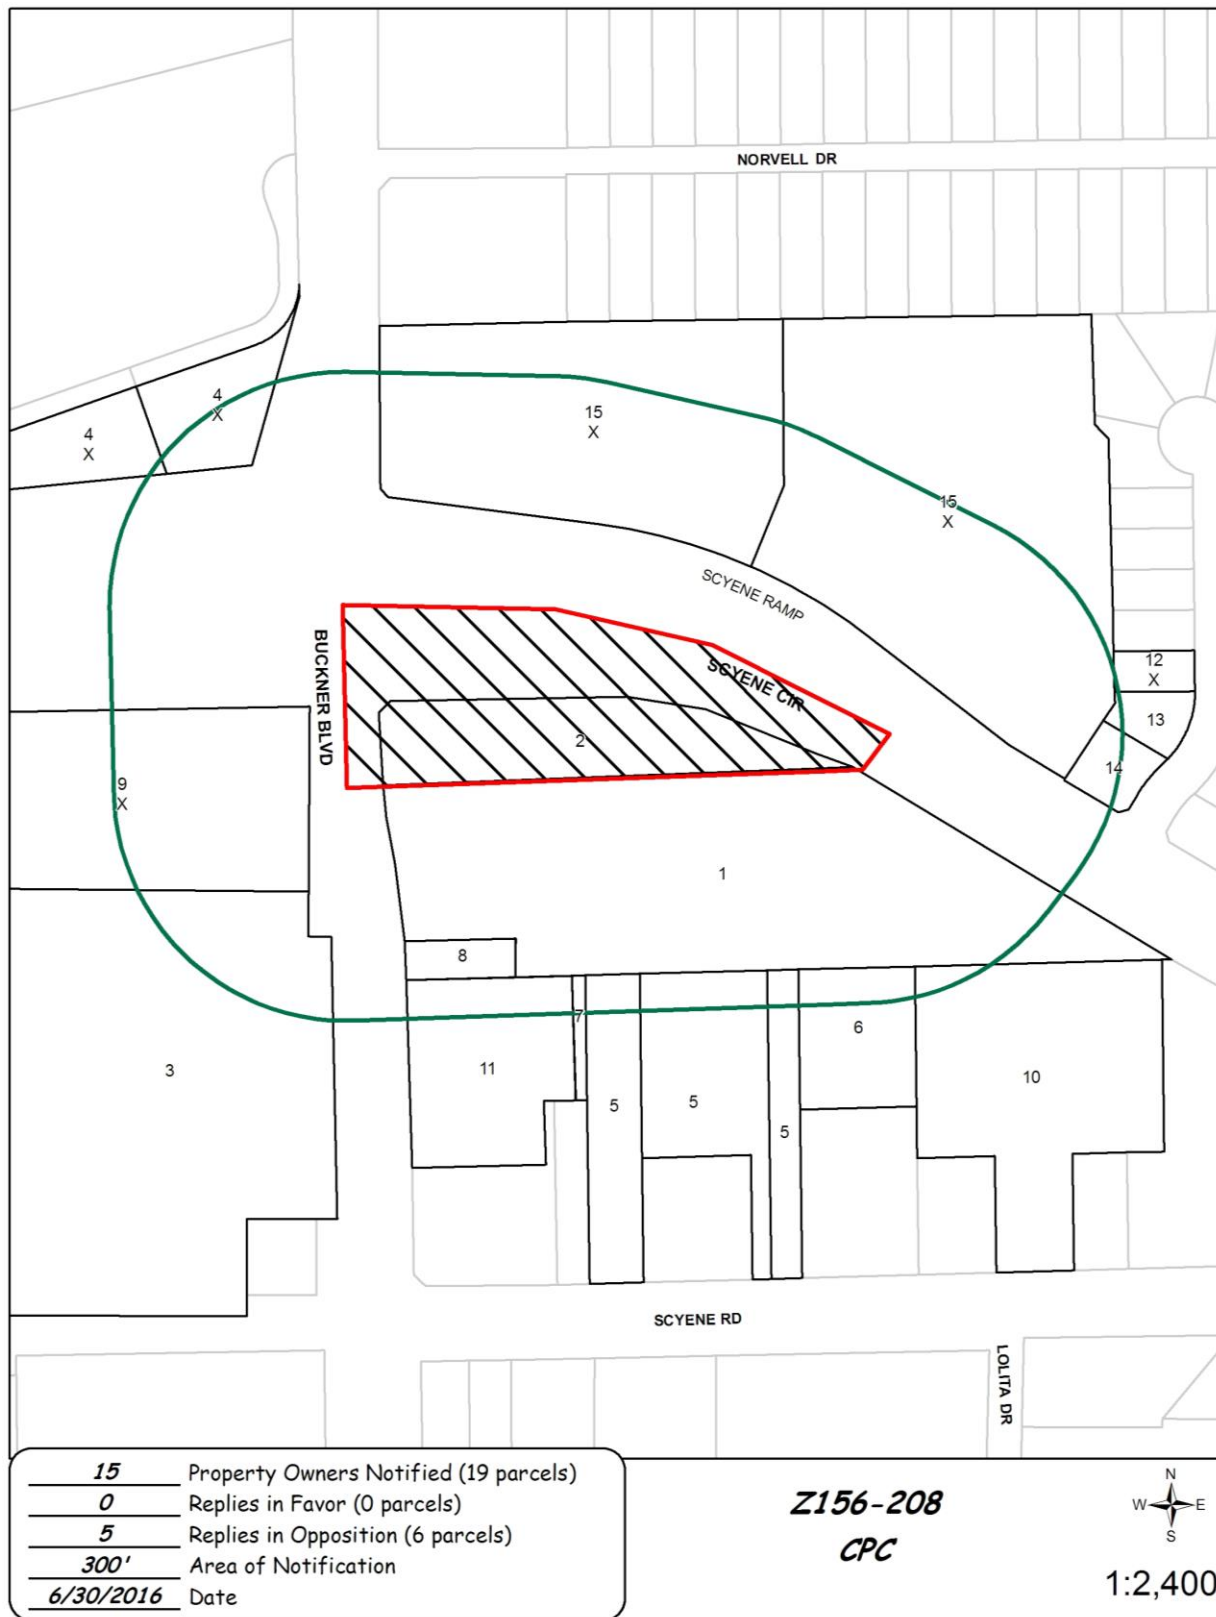 NORVELL DR
4
X
4
X
15
X
15
X
SCYENE RAMP
BUCKNER BLVD
SCYENE CIR
2
12
X
13
14
9
X
1
8
7
6
3
11
5
5
5
10
SCYENE RD
LOLITA DR
15 Property Owners Notified (19 parcels)
0 Replies in Favor (0 parcels)
5 Replies in Opposition (6 parcels)
300' Area of Notification
6/30/2016 Date
Z156-208
CPC
N
W E
S
1:2,400